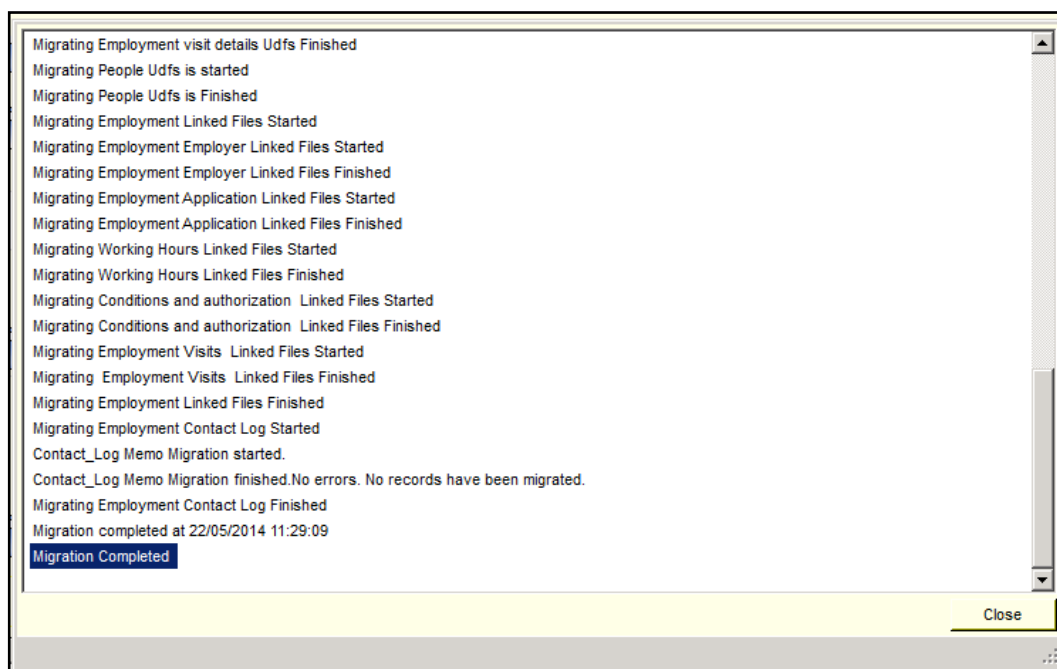 Migrating Employment visit details Udfs Finished
Migrating People Udfs is started
Migrating People Udfs is Finished
Migrating Employment Linked Files Started
Migrating Employment Employer Linked Files Started
Migrating Employment Employer Linked Files Finished
Migrating Employment Application Linked Files Started
Migrating Employment Application Linked Files Finished
Migrating Working Hours Linked Files Started
Migrating Working Hours Linked Files Finished
Migrating Conditions and authorization  Linked Files Started
Migrating Conditions and authorization  Linked Files Finished
Migrating Employment Visits  Linked Files Started
Migrating  Employment Visits  Linked Files Finished
Migrating Employment Linked Files Finished
Migrating Employment Contact Log Started
Contact_Log Memo Migration started.
Contact_Log Memo Migration finished.No errors. No records have been migrated.
Migrating Employment Contact Log Finished
Migration completed at 22/05/2014 11:29:09
Migration Completed
Close